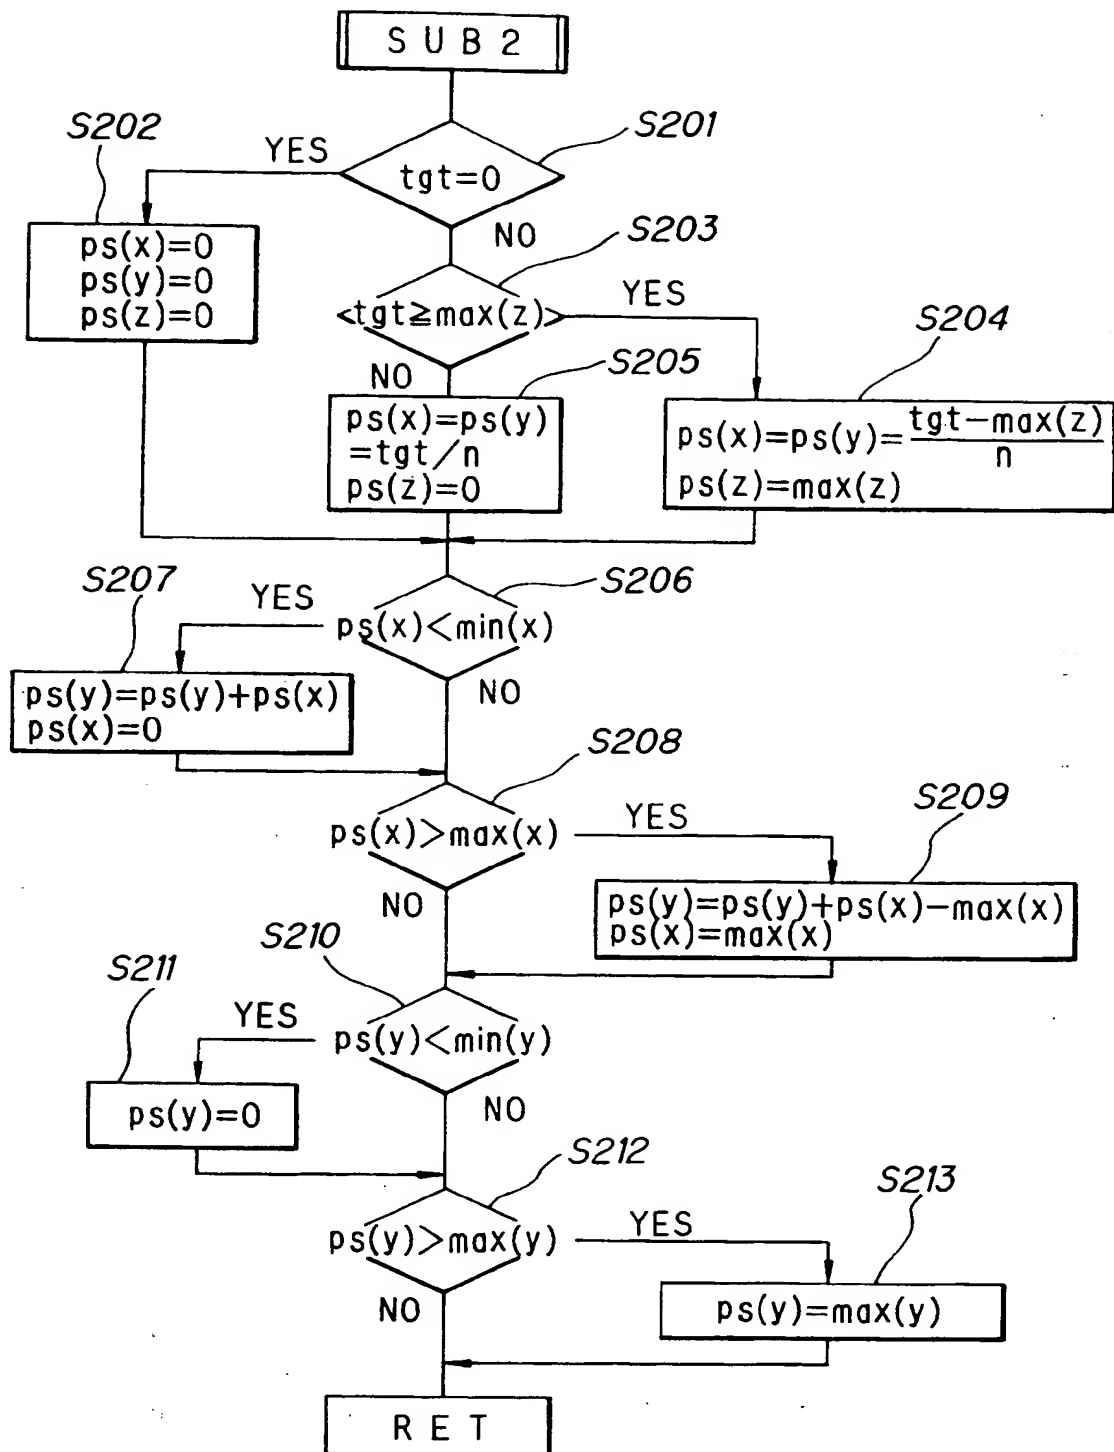 SUB2
S201
S202
YES
tgt=0
NO
S203
ps(x)=0
ps(y)=0
ps(z)=0
tgt≧max(z)
YES
S204
NO
S205
ps(x)=ps(y)
=tgt/n
ps(z)=0
ps(x)=ps(y)=tgt-max(z)/n
ps(z)=max(z)
S206
S207
YES
ps(x)<min(x)
NO
ps(y)=ps(y)+ps(x)
ps(x)=0
S208
S209
ps(x)>max(x)
YES
NO
ps(y)=ps(y)+ps(x)-max(x)
ps(x)=max(x)
S210
S211
YES
ps(y)<min(y)
NO
ps(y)=0
S212
S213
ps(y)>max(y)
YES
NO
ps(y)=max(y)
RET